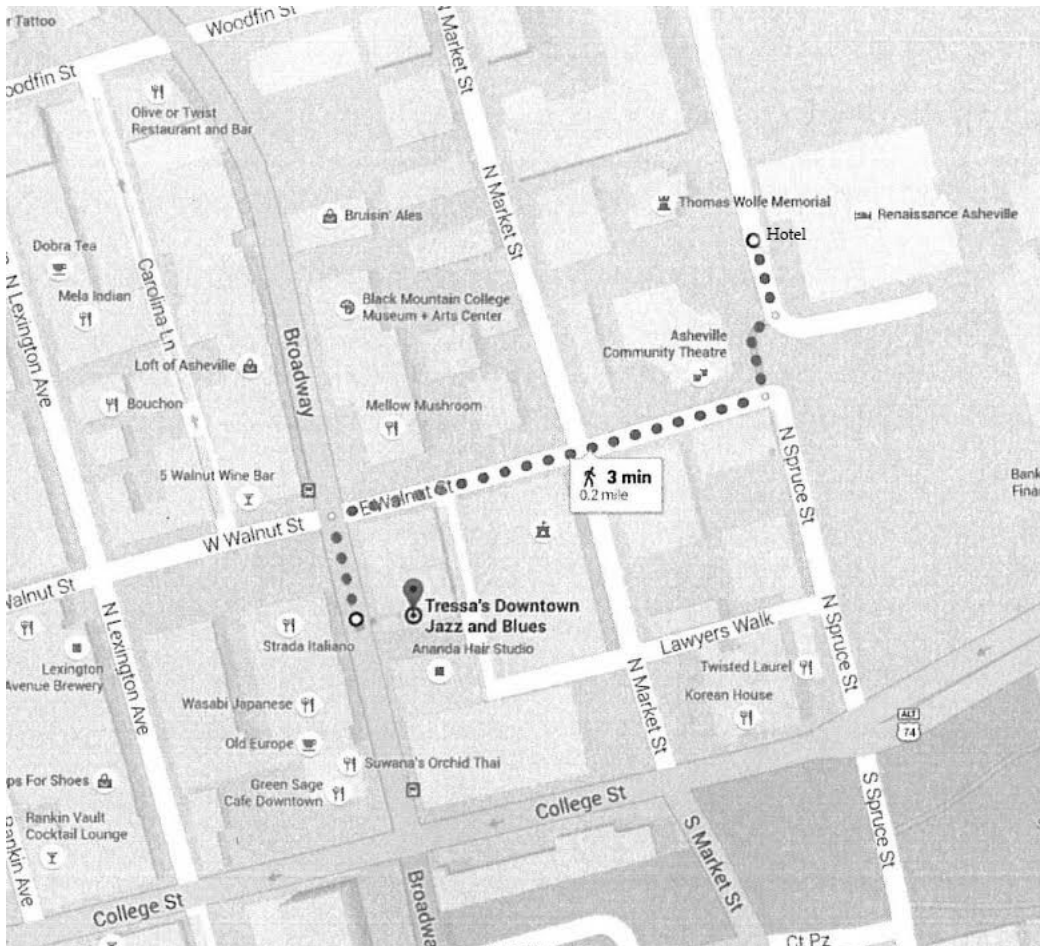 r Tattoo
Woodfin St
Woodfin St
oodfin St
N Market St
Olive or Twist
Restaurant and Bar
N Market St
Thomas Wolfe Memorial
Renaissance Asheville
Bruisin' Ales
Hotel
Dobra Tea
N Lexington Ave
Mela Indian
Carolina Ln
Black Mountain College
Museum + Arts Center
Broadway
Asheville
Community Theatre
Loft of Asheville
Bouchon
Mellow Mushroom
N Spruce St
5 Walnut Wine Bar
3 min
0.2 mile
Bank
Finar
E Walnut St
W Walnut St
Walnut St
Tressa's Downtown
Jazz and Blues
N Lexington Ave
Strada Italiano
Ananda Hair Studio
Lawyers Walk
N Spruce St
Lexington
Avenue Brewery
Twisted Laurel
N Market St
Korean House
Wasabi Japanese
ALT
74
Old Europe
Suwana's Orchid Thai
ps For Shoes
Green Sage
Cafe Downtown
College St
S Spruce St
Rankin Vault
Cocktail Lounge
Rankin Ave
S Market St
College St
Broadway
Ct Pz